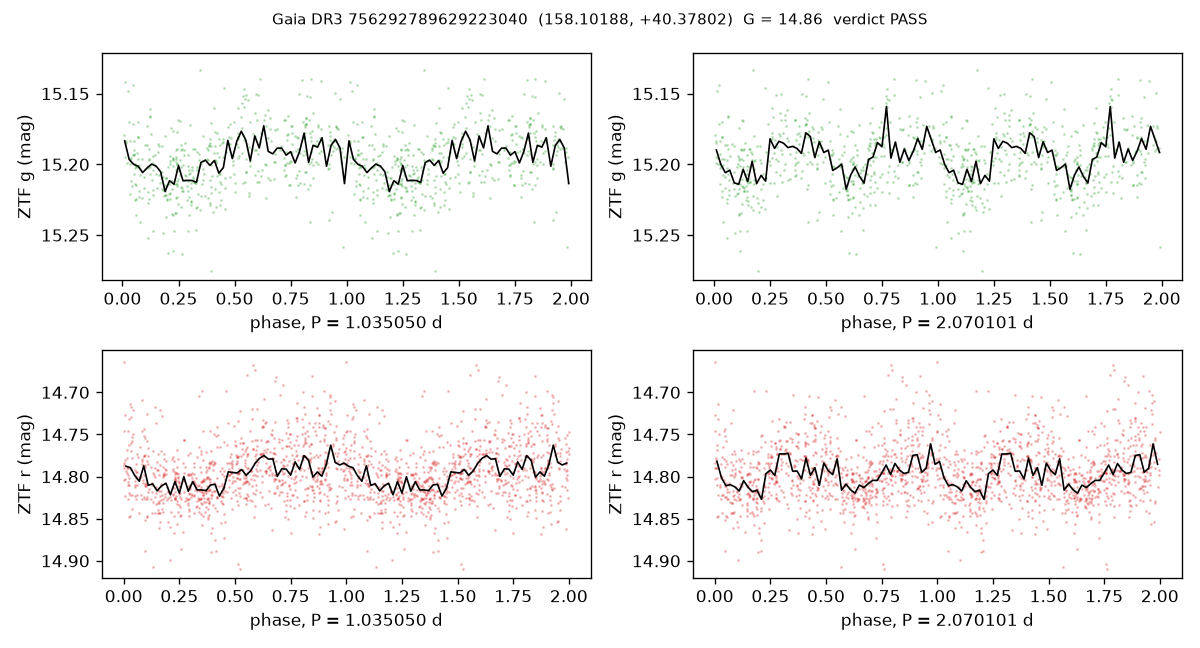 Gaia DR3 756292789629223040  (158.10188, +40.37802)  G = 14.86  verdict PASS
ZTF g (mag)
15.15
15.20
15.25
0.00 0.25 0.50 0.75 1.00 1.25 1.50 1.75 2.00
phase, P = 1.035050 d
ZTF g (mag)
15.15
15.20
15.25
0.00 0.25 0.50 0.75 1.00 1.25 1.50 1.75 2.00
phase, P = 2.070101 d
ZTF r (mag)
14.70
14.75
14.80
14.85
14.90
0.00 0.25 0.50 0.75 1.00 1.25 1.50 1.75 2.00
phase, P = 1.035050 d
ZTF r (mag)
14.70
14.75
14.80
14.85
14.90
0.00 0.25 0.50 0.75 1.00 1.25 1.50 1.75 2.00
phase, P = 2.070101 d